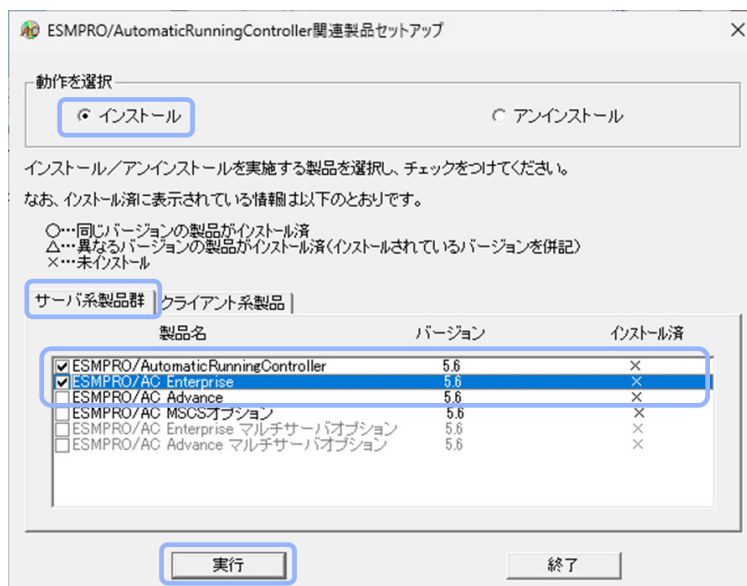 ESMPRO/AutomaticRunningController関連製品セットアップ
動作を選択
インストール
アンインストール
インストール／アンインストールを実施する製品を選択し、チェックをつけてください。
なお、インストール済に表示されている情報は以下のとおりです。
○…同じバージョンの製品がインストール済
△…異なるバージョンの製品がインストール済(インストールされているバージョンを併記)
×…未インストール
サーバ系製品群 クライアント系製品
製品名 バージョン インストール済
ESMPRO/AutomaticRunningController 5.6 ×
ESMPRO/AC Enterprise 5.6 ×
ESMPRO/AC Advance 5.6 ×
ESMPRO/AC MSCSオプション 5.6 ×
ESMPRO/AC Enterprise マルチサーバオプション 5.6 ×
ESMPRO/AC Advance マルチサーバオプション 5.6 ×
実行 終了